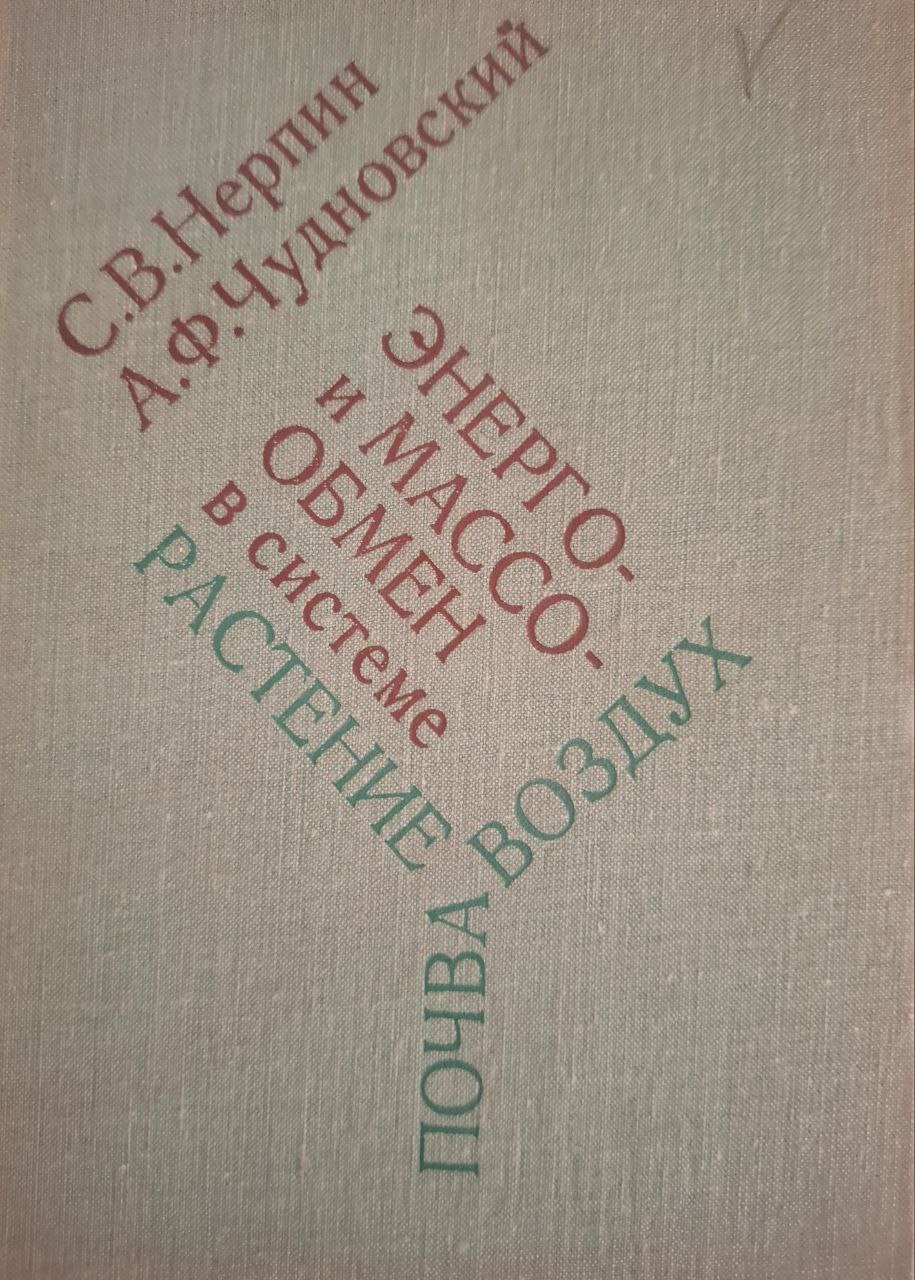 С.В.Нерпин
А.Ф.Чудновский
ЭНЕРГО-
и МАССО-
ОБМЕН
в системе
РАСТЕНИЕ
ПОЧВА
ВОЗДУХ